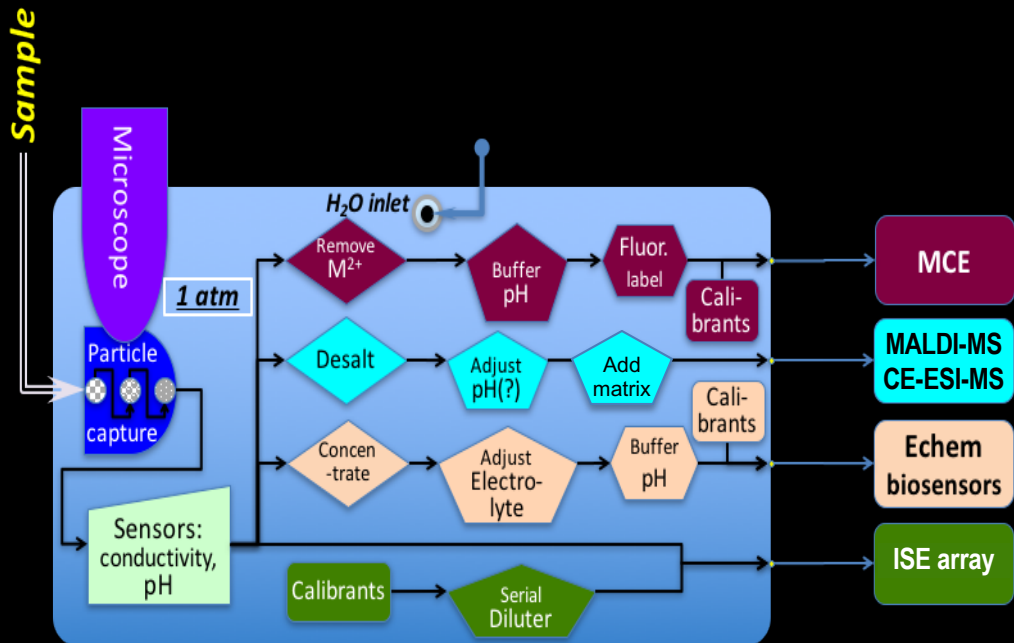 Sample
Microscope
1 atm
Particle
capture
Sensors:
conductivity,
pH
H₂O inlet
Remove
M²⁺
Buffer
pH
Fluor.
label
Cali-
brants
MCE
Desalt
Adjust
pH(?)
Add
matrix
MALDI-MS
CE-ESI-MS
Concen
-trate
Adjust
Electro-
lyte
Buffer
pH
Cali-
brants
Echem
biosensors
Calibrants
Serial
Diluter
ISE array